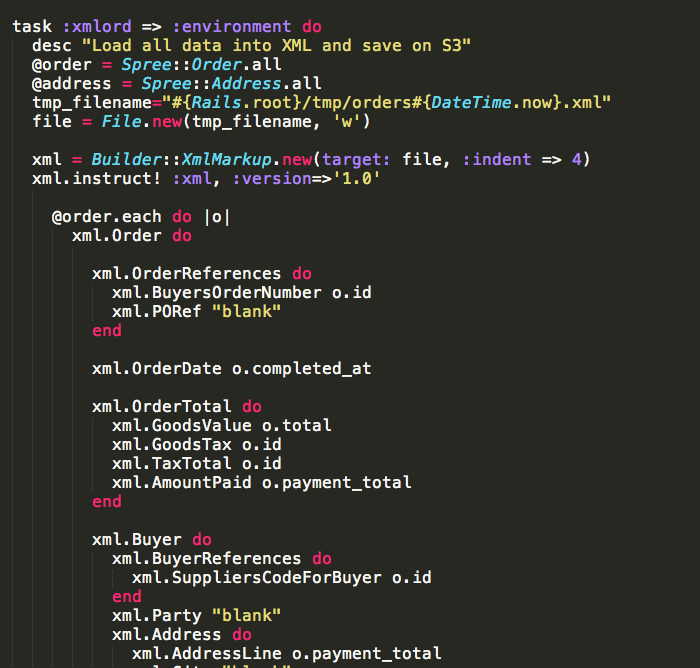 task :xmlord => :environment do
desc "Load all data into XML and save on S3"
@order = Spree::Order.all
@address = Spree::Address.all
tmp_filename="#{Rails.root}/tmp/orders#{DateTime.now}.xml"
file = File.new(tmp_filename, 'w')
xml = Builder::XmlMarkup.new(target: file, :indent => 4)
xml.instruct! :xml, :version=>'1.0'
@order.each do |o|
xml.Order do
xml.OrderReferences do
xml.BuyersOrderNumber o.id
xml.PORef "blank"
end
xml.OrderDate o.completed_at
xml.OrderTotal do
xml.GoodsValue o.total
xml.GoodsTax o.id
xml.TaxTotal o.id
xml.AmountPaid o.payment_total
end
xml.Buyer do
xml.BuyerReferences do
xml.SuppliersCodeForBuyer o.id
end
xml.Party "blank"
xml.Address do
xml.AddressLine o.payment_total